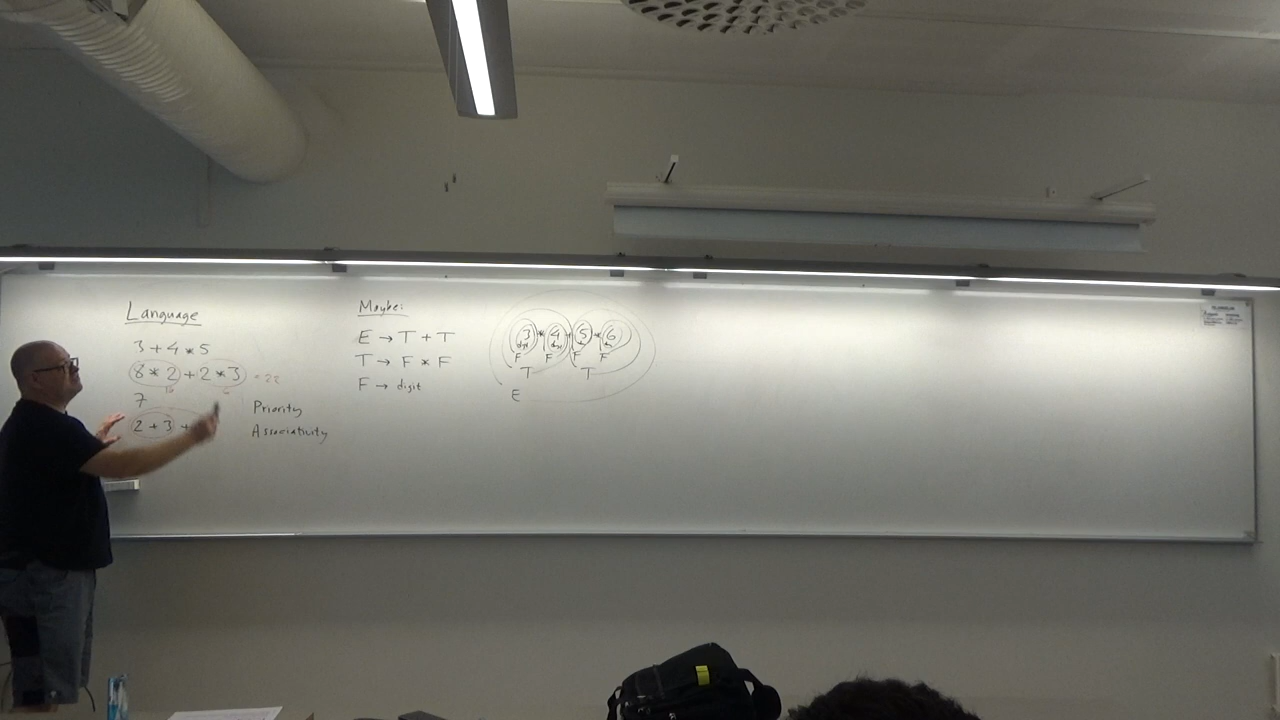 Language
3 + 4 * 5
8 * 2 + 2 * 3 = 22
16 6
7
2 + 3 +
Priority
Associativity
Maybe:
E → T + T
T → F * F
F → digit
3 * 4 + 5 * 6
F F F F
T T
E